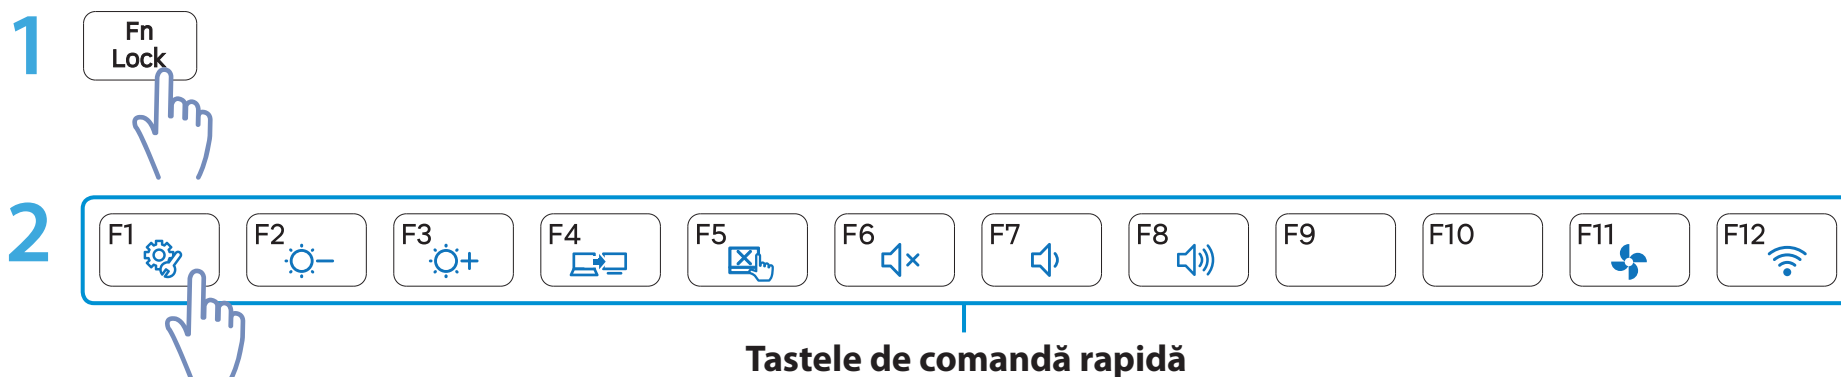 1
Fn
Lock
2
F1 F2 F3 F4 F5 F6 F7 F8 F9 F10 F11 F12
Tastele de comandă rapidă